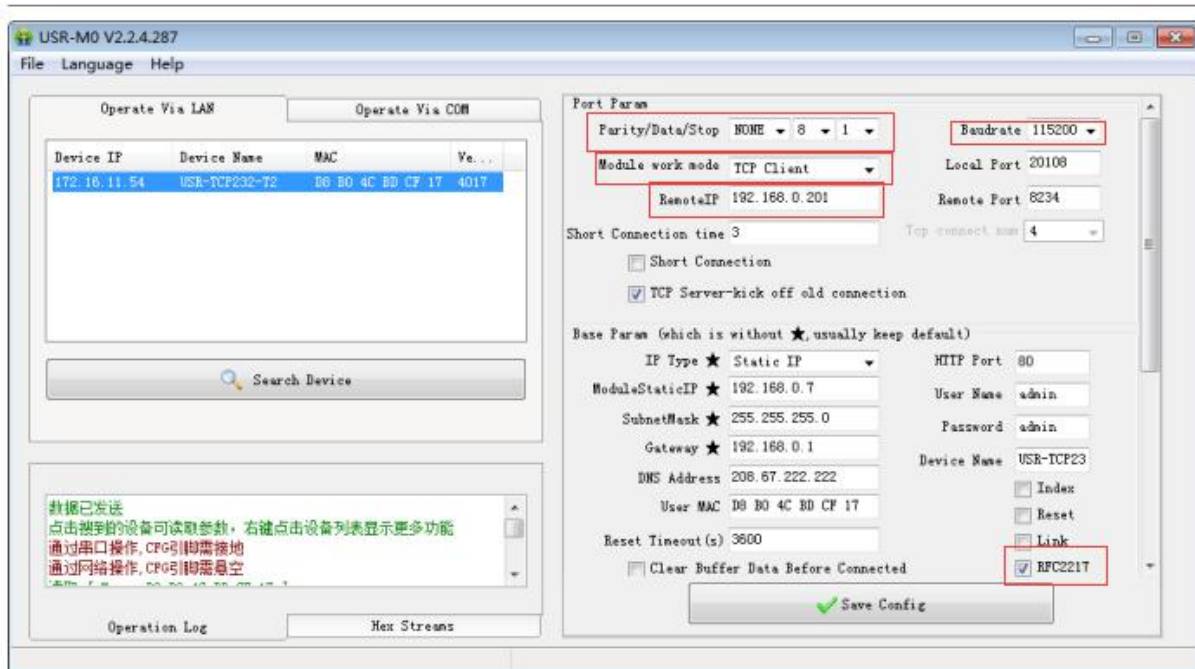 USR-M0 V2.2.4.287
File Language Help
Operate Via LAN Operate Via COM
Device IP Device Name MAC Ve...
172.16.11.54 USR-TCP232-T2 D8 B0 4C BD CF 17 4017
Search Device
数据已发送
点击搜到的设备可读取参数，右键点击设备列表显示更多功能
通过串口操作,CFG引脚需接地
通过网络操作,CFG引脚需悬空
Operation Log Hex Streams
Port Param
Parity/Data/Stop NONE 8 1 Baudrate 115200
Module work mode TCP Client Local Port 20108
RemoteIP 192.168.0.201 Remote Port 8234
Short Connection time 3 Tcp connect num 4
Short Connection
TCP Server-kick off old connection
Base Param (which is without ★, usually keep default)
IP Type ★ Static IP HTTP Port 80
ModuleStaticIP ★ 192.168.0.7 User Name admin
SubnetMask ★ 255.255.255.0 Password admin
Gateway ★ 192.168.0.1 Device Name USR-TCP23
DNS Address 208.67.222.222 Index
User MAC D8 B0 4C BD CF 17 Reset
Reset Timeout(s) 3600 Link
Clear Buffer Data Before Connected RFC2217
Save Config